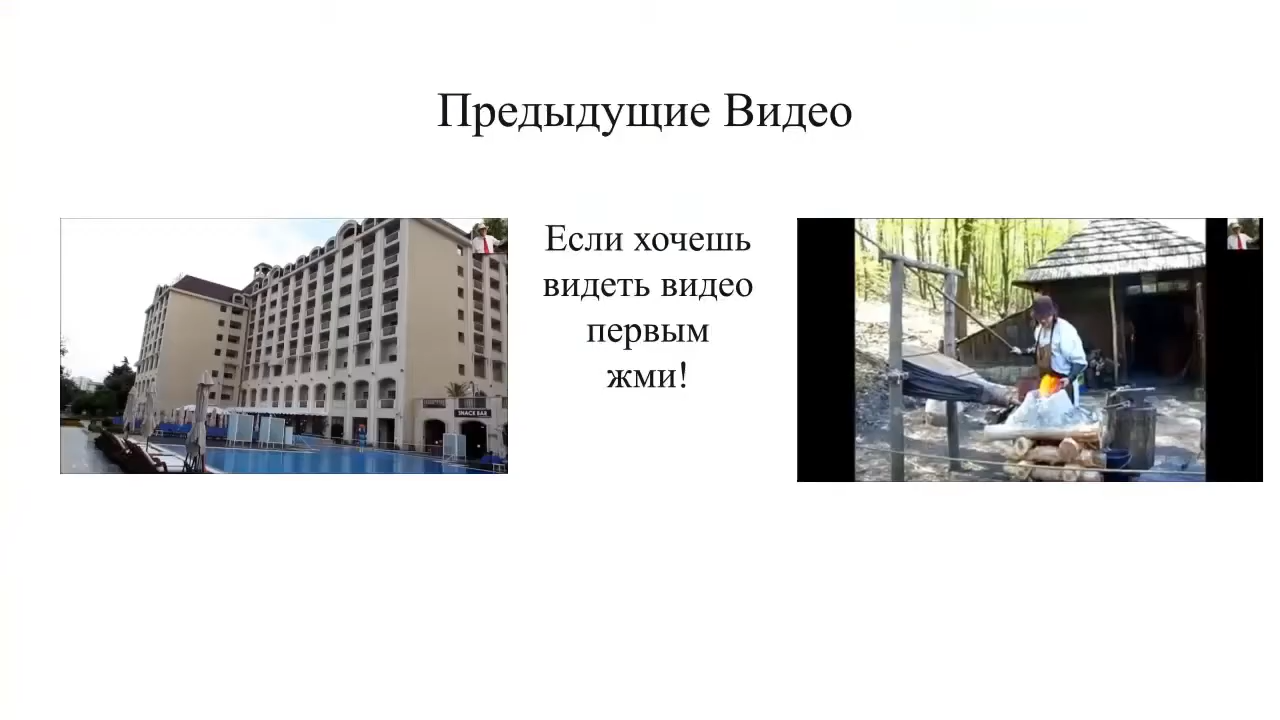 Предыдущие Видео
Если хочешь
видеть видео
первым
жми!
SNACK BAR